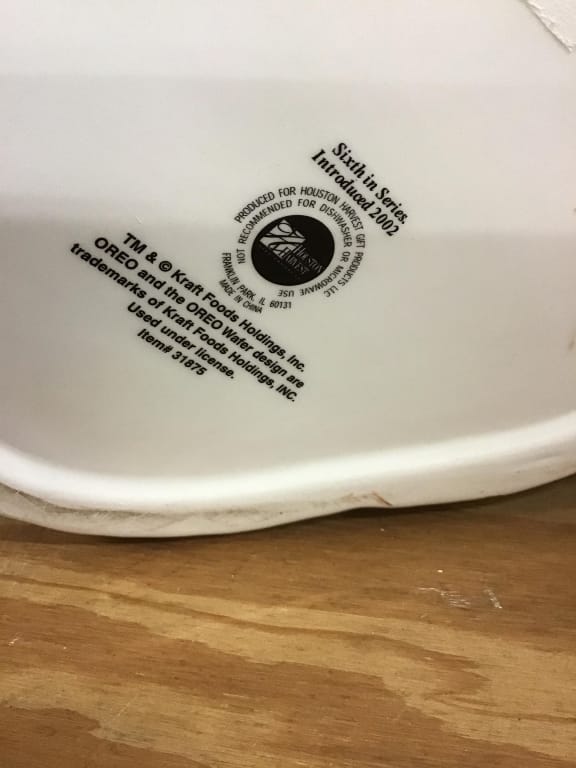 Sixth in Series,
Introduced 2002
PRODUCED FOR HOUSTON HARVEST GIFT PRODUCTS LLC
NOT RECOMMENDED FOR DISHWASHER OR MICROWAVE USE
HOUSTON
HARVEST
FRANKLIN PARK, IL 60131
MADE IN CHINA
TM & © Kraft Foods Holdings, Inc.
OREO and the OREO Wafer design are
trademarks of Kraft Foods Holdings, INC.
Used under license.
Item# 31875